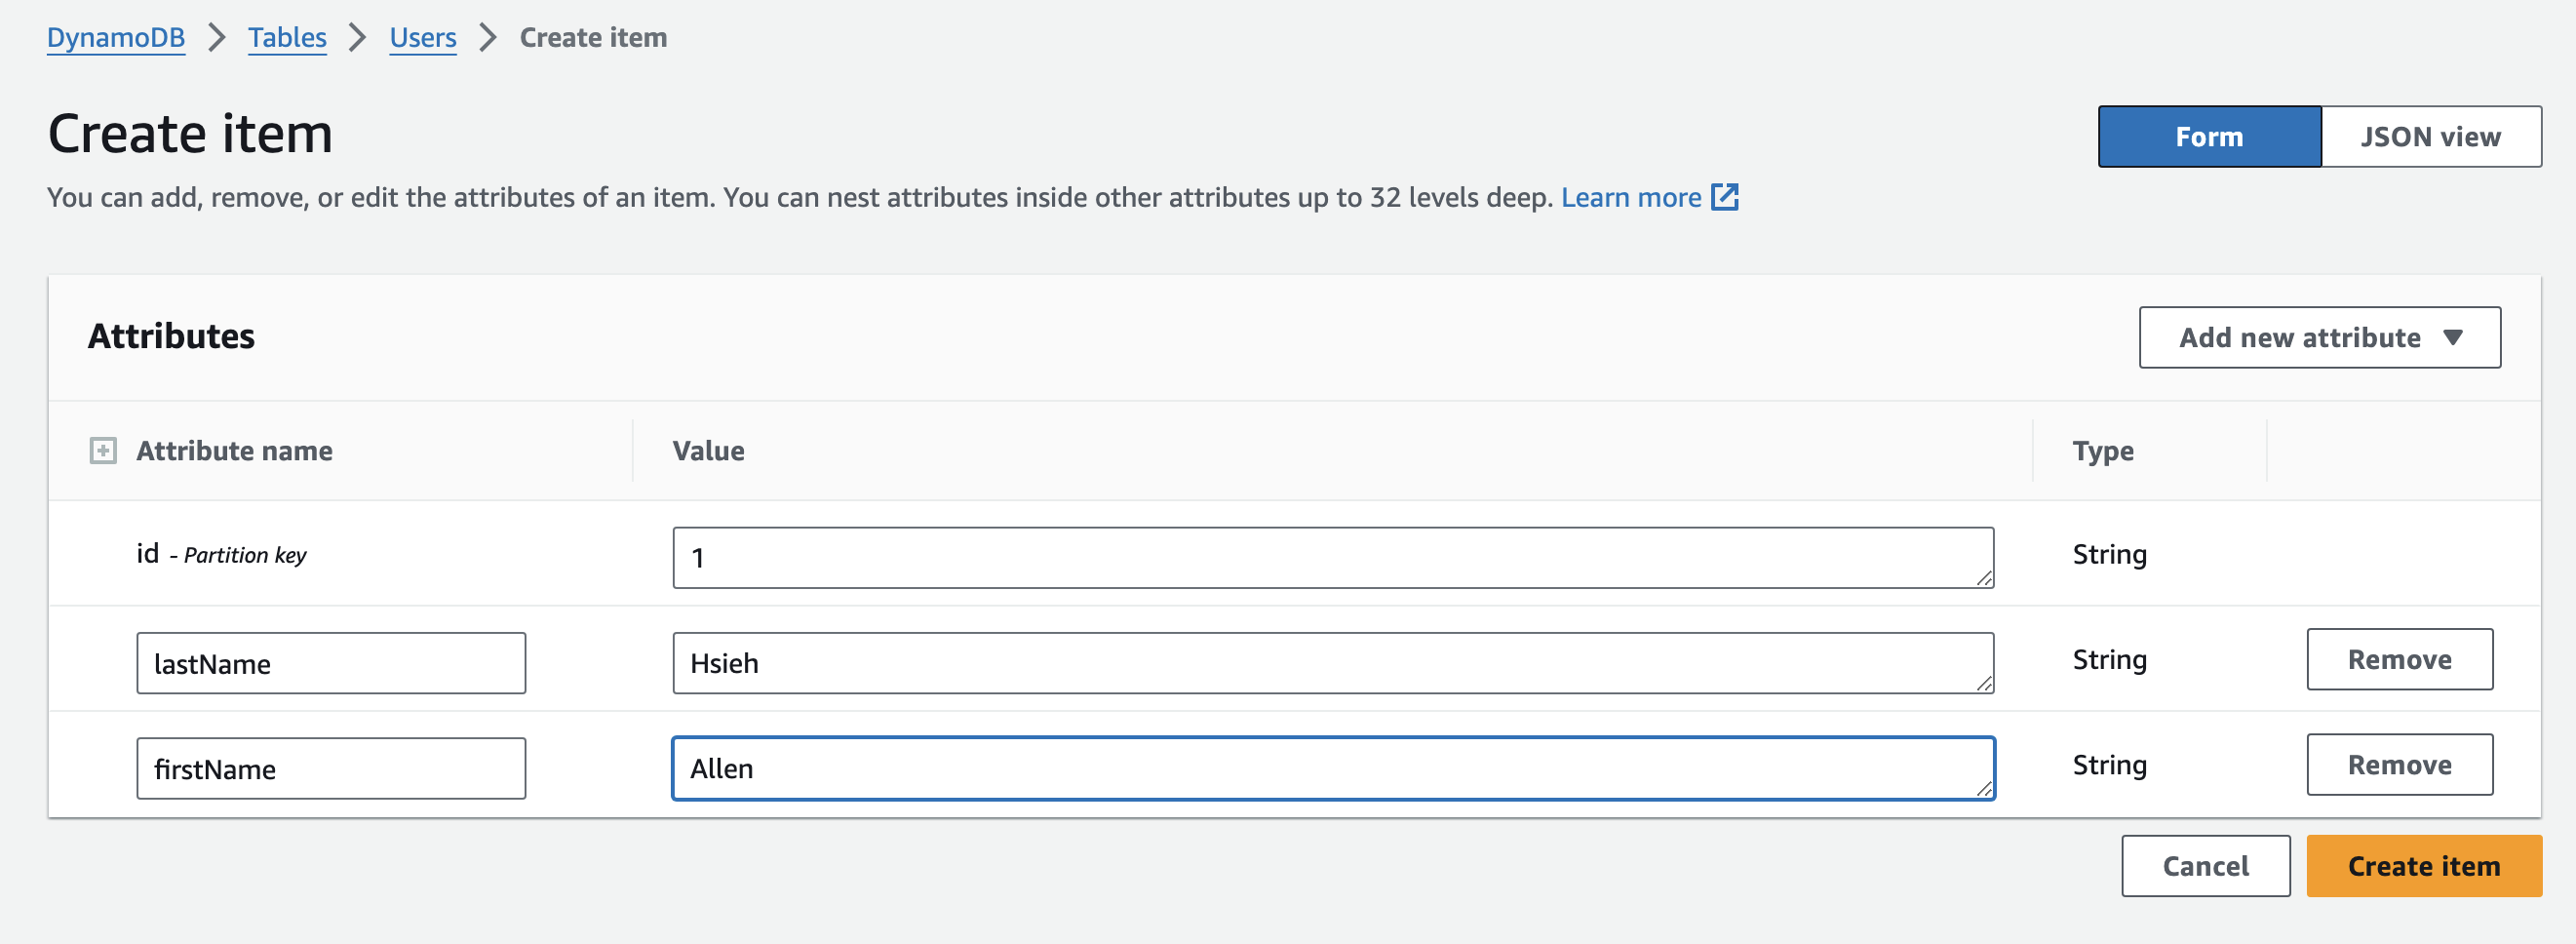 DynamoDB > Tables > Users > Create item
Create item
Form JSON view
You can add, remove, or edit the attributes of an item. You can nest attributes inside other attributes up to 32 levels deep. Learn more
Attributes
Add new attribute
Attribute name Value Type
id - Partition key 1 String
lastName Hsieh String Remove
firstName Allen String Remove
Cancel Create item